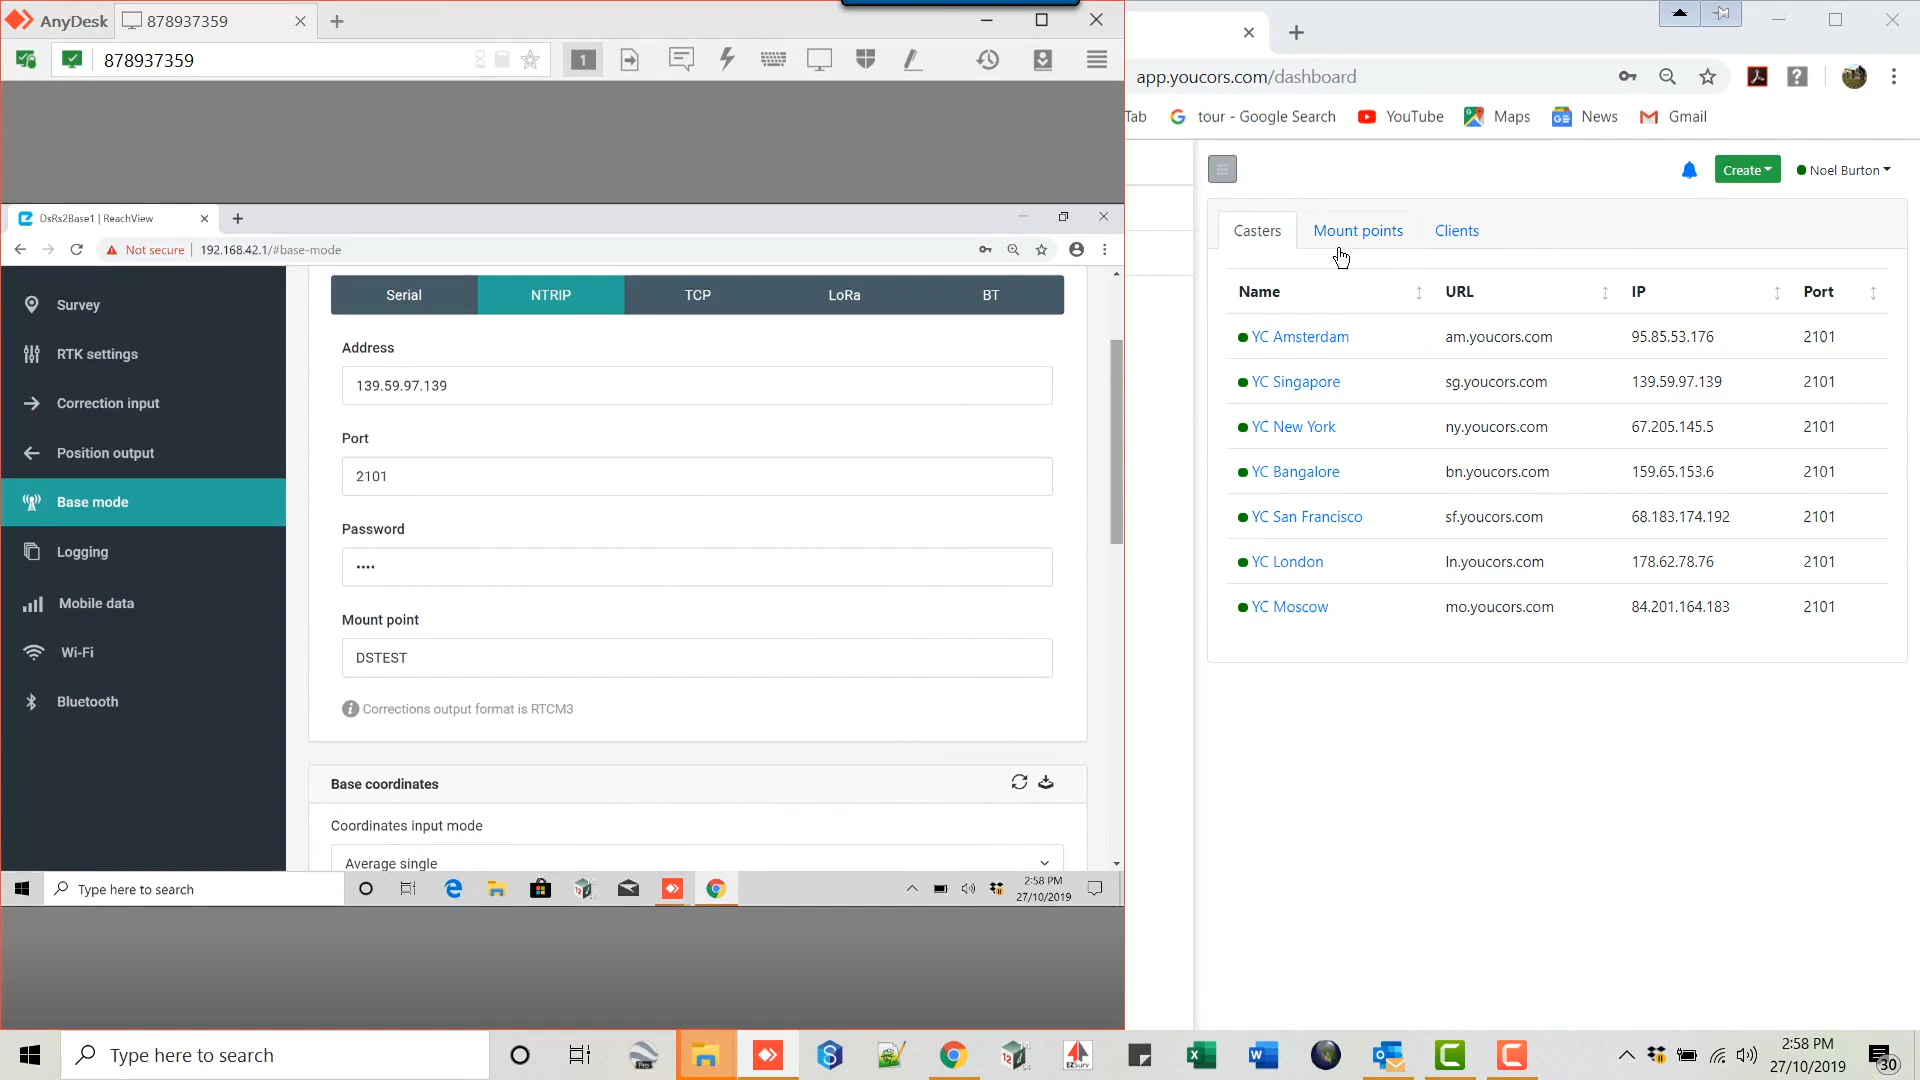 AnyDesk
878937359
878937359
1
DsRs2Base1 | ReachView
Not secure
192.168.42.1/#base-mode
Survey
RTK settings
Correction input
Position output
Base mode
Logging
Mobile data
Wi-Fi
Bluetooth
Serial
NTRIP
TCP
LoRa
BT
Address
139.59.97.139
Port
2101
Password
••••
Mount point
DSTEST
Corrections output format is RTCM3
Base coordinates
Coordinates input mode
Average single
Type here to search
2:58 PM
27/10/2019
app.youcors.com/dashboard
Tab
tour - Google Search
YouTube
Maps
News
Gmail
Create
Noel Burton
Casters
Mount points
Clients
Name URL IP Port
YC Amsterdam am.youcors.com 95.85.53.176 2101
YC Singapore sg.youcors.com 139.59.97.139 2101
YC New York ny.youcors.com 67.205.145.5 2101
YC Bangalore bn.youcors.com 159.65.153.6 2101
YC San Francisco sf.youcors.com 68.183.174.192 2101
YC London ln.youcors.com 178.62.78.76 2101
YC Moscow mo.youcors.com 84.201.164.183 2101
Type here to search
2:58 PM
27/10/2019
30